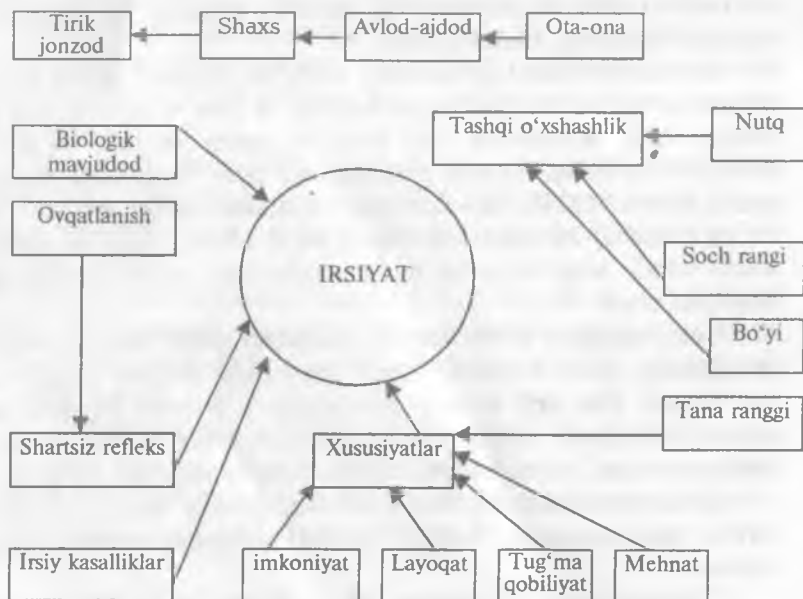 Tirik
jonzod
Shaxs
Avlod-ajdod
Ota-ona
Biologik
mavjudod
Tashqi o‘xshashlik
Nutq
Ovqatlanish
IRSIYAT
Soch rangi
Bo‘yi
Tana ranggi
Shartsiz refleks
Xususiyatlar
Irsiy kasalliklar
imkoniyat
Layoqat
Tug‘ma
qobiliyat
Mehnat